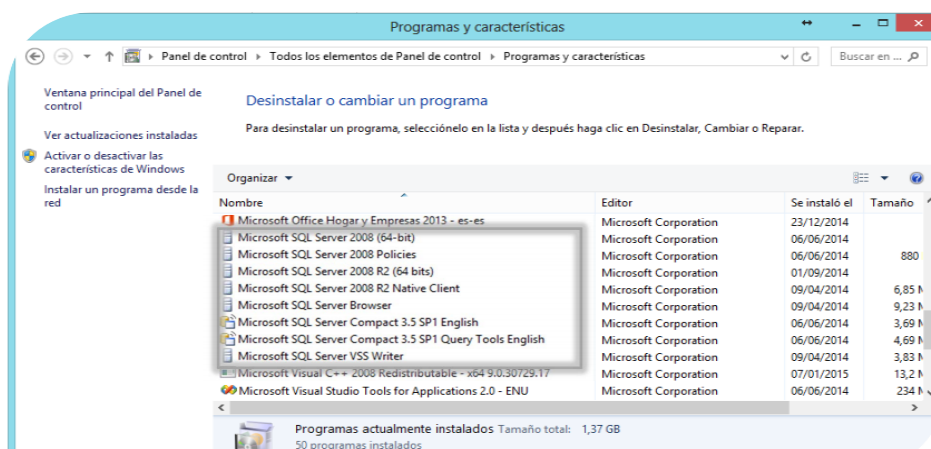 Programas y características
Panel de control Todos los elementos de Panel de control Programas y características Buscar en ...
Ventana principal del Panel de
control
Ver actualizaciones instaladas
Activar o desactivar las
características de Windows
Instalar un programa desde la
red
Desinstalar o cambiar un programa
Para desinstalar un programa, selecciónelo en la lista y después haga clic en Desinstalar, Cambiar o Reparar.
Organizar
Nombre Editor Se instaló el Tamaño
Microsoft Office Hogar y Empresas 2013 - es-es Microsoft Corporation 23/12/2014
Microsoft SQL Server 2008 (64-bit) Microsoft Corporation 06/06/2014
Microsoft SQL Server 2008 Policies Microsoft Corporation 06/06/2014 880
Microsoft SQL Server 2008 R2 (64 bits) Microsoft Corporation 01/09/2014
Microsoft SQL Server 2008 R2 Native Client Microsoft Corporation 09/04/2014 6,85 M
Microsoft SQL Server Browser Microsoft Corporation 09/04/2014 9,23 M
Microsoft SQL Server Compact 3.5 SP1 English Microsoft Corporation 06/06/2014 3,69 M
Microsoft SQL Server Compact 3.5 SP1 Query Tools English Microsoft Corporation 06/06/2014 4,69 M
Microsoft SQL Server VSS Writer Microsoft Corporation 09/04/2014 3,83 M
Microsoft Visual C++ 2008 Redistributable - x64 9.0.30729.17 Microsoft Corporation 07/01/2015 13,2 M
Microsoft Visual Studio Tools for Applications 2.0 - ENU Microsoft Corporation 06/06/2014 234 M
Programas actualmente instalados Tamaño total: 1,37 GB
50 programas instalados